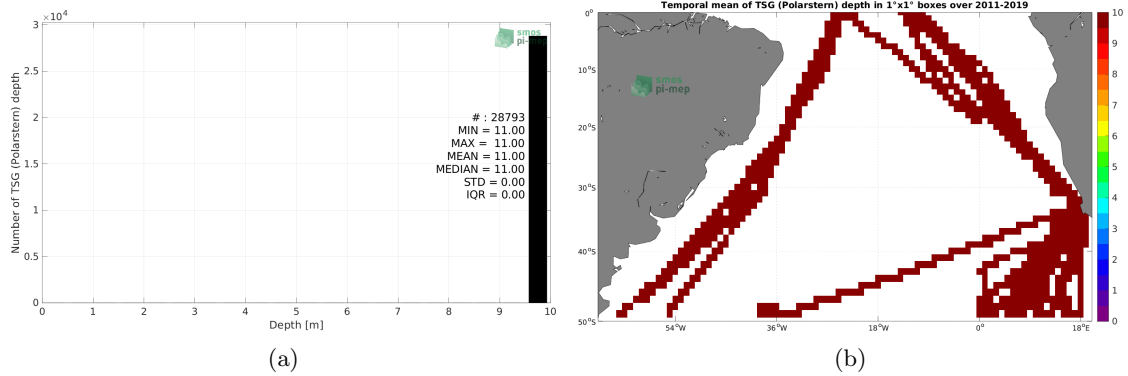 ×10⁴
3
2.5
2
1.5
1
0.5
0
Number of TSG (Polarstern) depth
smos
pi-mep
# : 28793
MIN = 11.00
MAX = 11.00
MEAN = 11.00
MEDIAN = 11.00
STD = 0.00
IQR = 0.00
0 1 2 3 4 5 6 7 8 9 10
Depth [m]
(a)
Temporal mean of TSG (Polarstern) depth in 1°x1° boxes over 2011-2019
0°
10°S
20°S
30°S
40°S
50°S
smos
pi-mep
54°W 36°W 18°W 0° 18°E
10
9
8
7
6
5
4
3
2
1
0
(b)